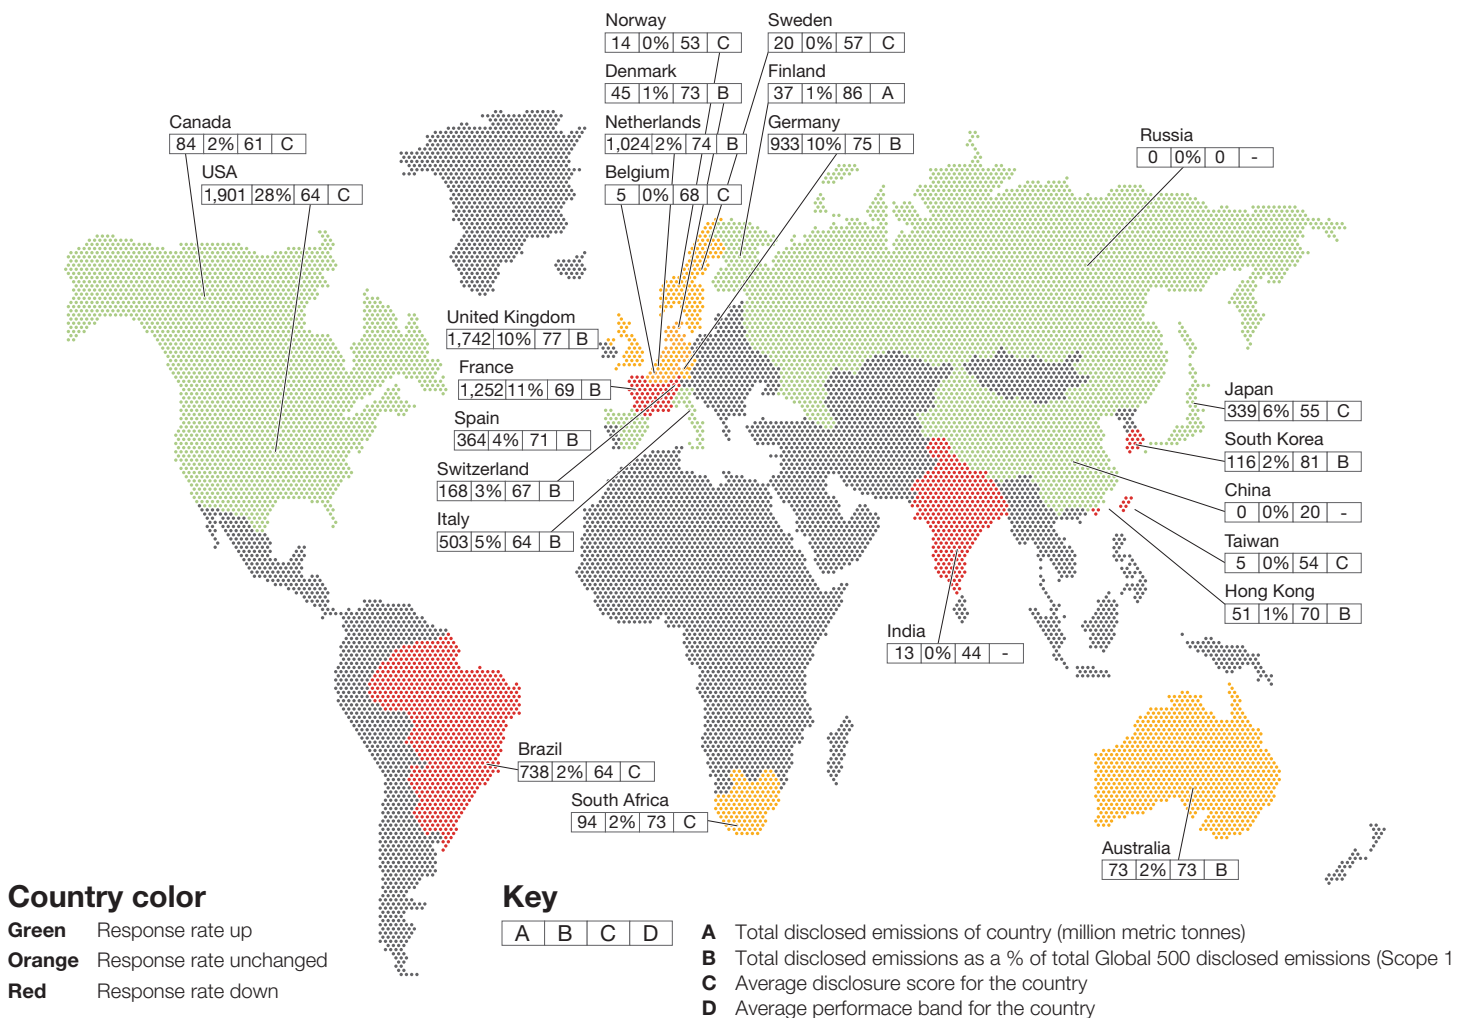 Norway
14 0% 53 C
Sweden
20 0% 57 C
Denmark
45 1% 73 B
Finland
37 1% 86 A
Canada
84 2% 61 C
Netherlands
1,024 2% 74 B
Germany
933 10% 75 B
Russia
0 0% 0 -
USA
1,901 28% 64 C
Belgium
5 0% 68 C
United Kingdom
1,742 10% 77 B
France
1,252 11% 69 B
Spain
364 4% 71 B
Switzerland
168 3% 67 B
Italy
503 5% 64 B
Japan
339 6% 55 C
South Korea
116 2% 81 B
China
0 0% 20 -
Taiwan
5 0% 54 C
Hong Kong
51 1% 70 B
India
13 0% 44 -
Brazil
738 2% 64 C
South Africa
94 2% 73 C
Australia
73 2% 73 B
Country color
Green Response rate up
Orange Response rate unchanged
Red Response rate down
Key
A B C D
A Total disclosed emissions of country (million metric tonnes)
B Total disclosed emissions as a % of total Global 500 disclosed emissions (Scope 1
C Average disclosure score for the country
D Average performace band for the country